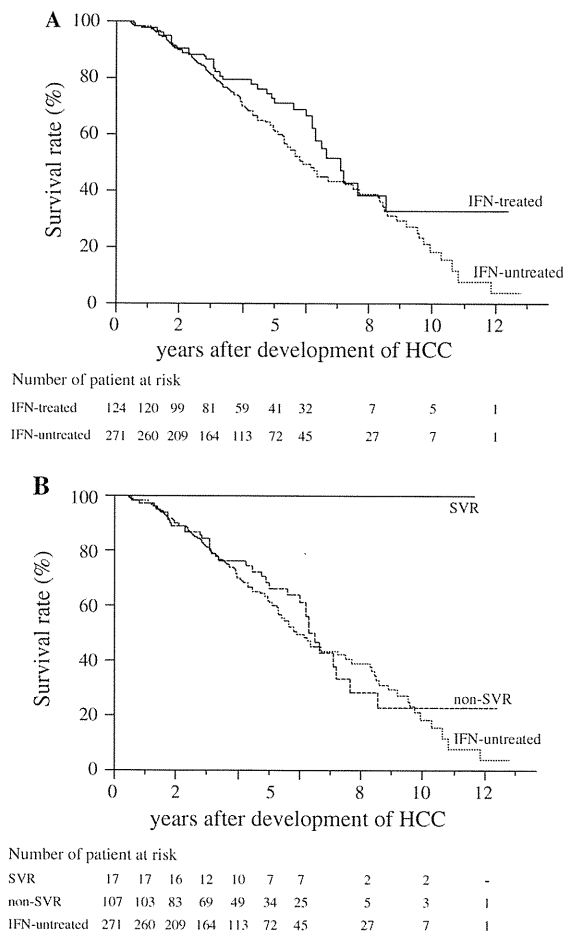 A
100
80
60
40
20
0
Survival rate (%)
IFN-treated
IFN-untreated
0 2 5 8 10 12
years after development of HCC
Number of patient at risk
IFN-treated 124 120 99 81 59 41 32 7 5 1
IFN-untreated 271 260 209 164 113 72 45 27 7 1
B
100
80
60
40
20
0
Survival rate (%)
SVR
non-SVR
IFN-untreated
0 2 5 8 10 12
years after development of HCC
Number of patient at risk
SVR 17 17 16 12 10 7 7 2 2 -
non-SVR 107 103 83 69 49 34 25 5 3 1
IFN-untreated 271 260 209 164 113 72 45 27 7 1